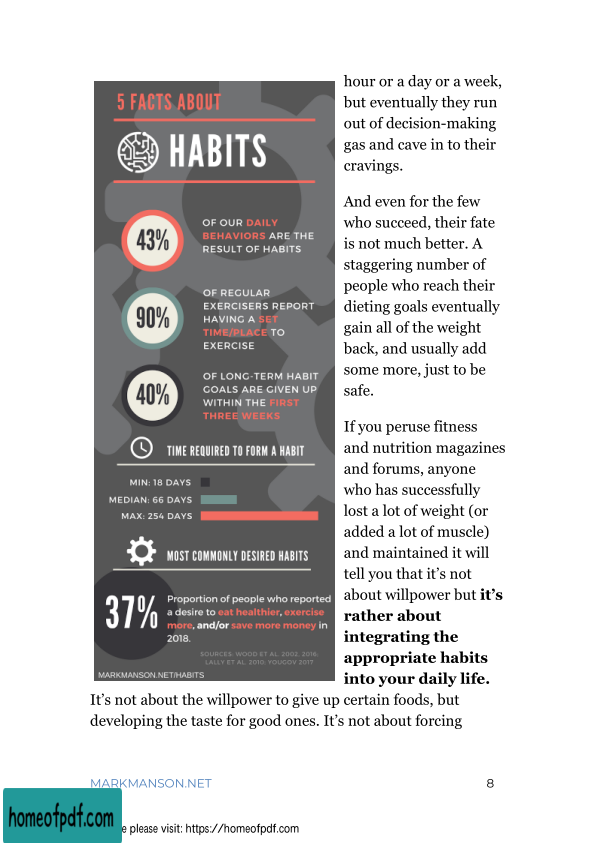 5 FACTS ABOUT
HABITS
43%
OF OUR DAILY
BEHAVIORS ARE THE
RESULT OF HABITS
90%
OF REGULAR
EXERCISERS REPORT
HAVING A SET
TIME/PLACE TO
EXERCISE
40%
OF LONG-TERM HABIT
GOALS ARE GIVEN UP
WITHIN THE FIRST
THREE WEEKS
TIME REQUIRED TO FORM A HABIT
MIN: 18 DAYS
MEDIAN: 66 DAYS
MAX: 254 DAYS
MOST COMMONLY DESIRED HABITS
37%
Proportion of people who reported
a desire to eat healthier, exercise
more, and/or save more money in
2018.
SOURCES: WOOD ET AL. 2002, 2016;
LALLY ET AL. 2010; YOUGOV 2017
MARKMANSON.NET/HABITS
hour or a day or a week,
but eventually they run
out of decision-making
gas and cave in to their
cravings.
And even for the few
who succeed, their fate
is not much better. A
staggering number of
people who reach their
dieting goals eventually
gain all of the weight
back, and usually add
some more, just to be
safe.
If you peruse fitness
and nutrition magazines
and forums, anyone
who has successfully
lost a lot of weight (or
added a lot of muscle)
and maintained it will
tell you that it’s not
about willpower but it’s
rather about
integrating the
appropriate habits
into your daily life.
It’s not about the willpower to give up certain foods, but
developing the taste for good ones. It’s not about forcing
MARKMANSON.NET 8
homeofpdf.com
e please visit: https://homeofpdf.com